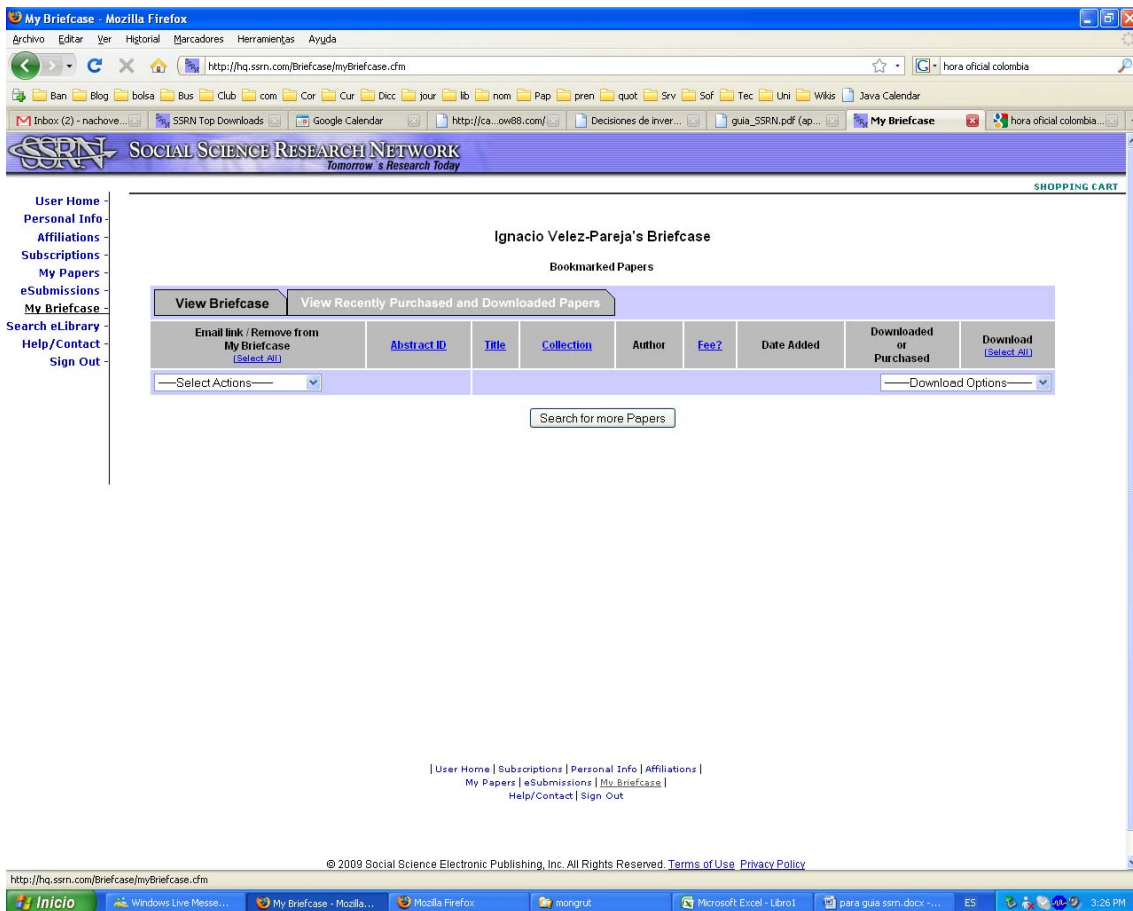 My Briefcase - Mozilla Firefox
Archivo Editar Ver Historial Marcadores Herramientas Ayuda
http://hq.ssrn.com/Briefcase/myBriefcase.cfm
hora oficial colombia
Ban Blog bolsa Bus Club com Cor Cur Dicc jour lib nom Pap pren quot Srv Sof Tec Uni Wikis Java Calendar
Inbox (2) - nachove... SSRN Top Downloads Google Calendar http://ca...ow88.com/ Decisiones de inver... guia_SSRN.pdf (ap... My Briefcase hora oficial colombia...
SSRN SOCIAL SCIENCE RESEARCH NETWORK
Tomorrow's Research Today
SHOPPING CART
User Home
Personal Info
Affiliations
Subscriptions
My Papers
eSubmissions
My Briefcase
Search eLibrary
Help/Contact
Sign Out
Ignacio Velez-Pareja's Briefcase
Bookmarked Papers
View Briefcase View Recently Purchased and Downloaded Papers
Email link / Remove from My Briefcase [Select All] Abstract ID Title Collection Author Fee? Date Added Downloaded or Purchased Download [Select All]
-----Select Actions----- -----Download Options-----
Search for more Papers
| User Home | Subscriptions | Personal Info | Affiliations |
My Papers | eSubmissions | My Briefcase |
Help/Contact | Sign Out
© 2009 Social Science Electronic Publishing, Inc. All Rights Reserved. Terms of Use Privacy Policy
http://hq.ssrn.com/Briefcase/myBriefcase.cfm
Inicio Windows Live Messe... My Briefcase - Mozilla... Mozilla Firefox mongrut Microsoft Excel - Libro1 para guia ssrn.docx -... ES 3:26 PM